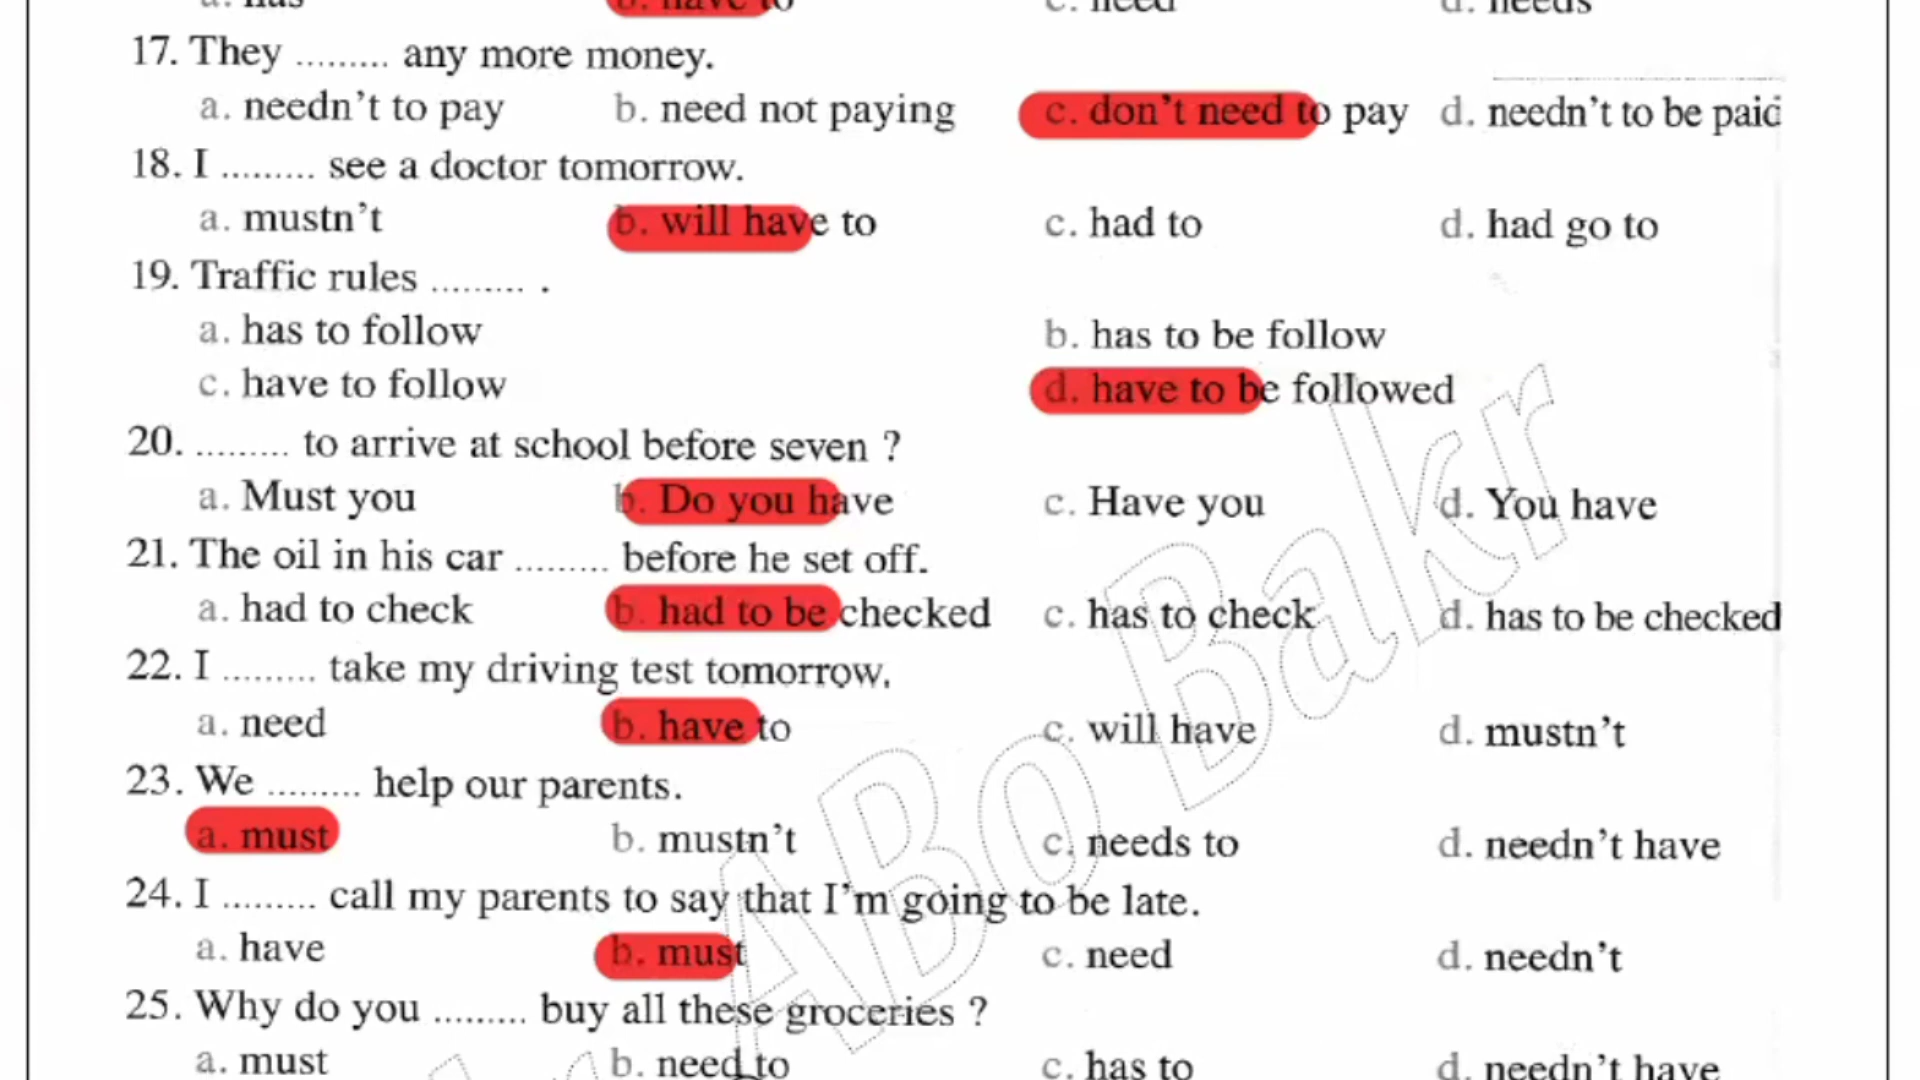 a. has b. have to c. need d. needs
17. They ......... any more money.
a. needn't to pay b. need not paying c. don't need to pay d. needn't to be paid
18. I ......... see a doctor tomorrow.
a. mustn't b. will have to c. had to d. had go to
19. Traffic rules ......... .
a. has to follow b. has to be follow
c. have to follow d. have to be followed
20. ......... to arrive at school before seven ?
a. Must you b. Do you have c. Have you d. You have
21. The oil in his car ......... before he set off.
a. had to check b. had to be checked c. has to check d. has to be checked
22. I ......... take my driving test tomorrow.
a. need b. have to c. will have d. mustn't
23. We ......... help our parents.
a. must b. mustn't c. needs to d. needn't have
24. I ......... call my parents to say that I'm going to be late.
a. have b. must c. need d. needn't
25. Why do you ......... buy all these groceries ?
a. must b. need to c. has to d. needn't have
ABo Bakr